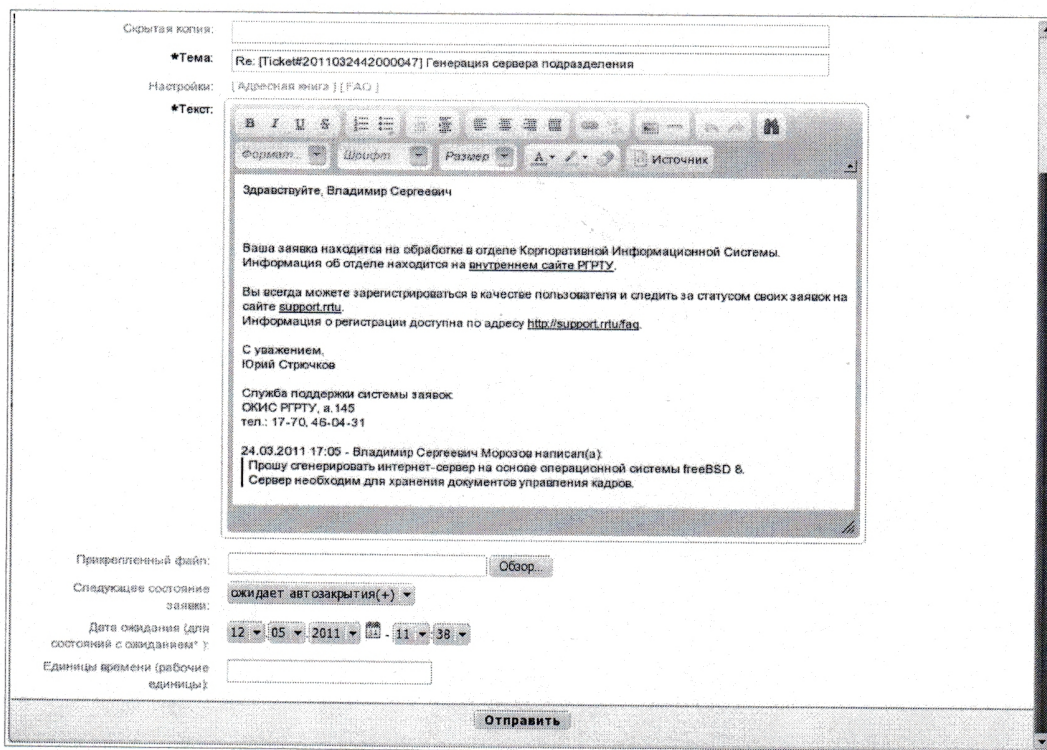 Скрытая копия:
*Тема: Re: [Ticket#2011032442000047] Генерация сервера подразделения
Настройки: [ Адресная книга ] [ FAQ ]
*Текст:
B I U S
Формат... Шрифт Размер A Источник
Здравствуйте, Владимир Сергеевич
Ваша заявка находится на обработке в отделе Корпоративной Информационной Системы.
Информация об отделе находится на внутреннем сайте РГРТУ.
Вы всегда можете зарегистрироваться в качестве пользователя и следить за статусом своих заявок на
сайте support.rrtu.
Информация о регистрации доступна по адресу http://support.rrtu/faq.
С уважением,
Юрий Стрючков
Служба поддержки системы заявок
ОКИС РГРТУ, а.145
тел.: 17-70, 46-04-31
24.03.2011 17:05 - Владимир Сергеевич Морозов написал(а):
Прошу сгенерировать интернет-сервер на основе операционной системы freeBSD 8.
Сервер необходим для хранения документов управления кадров.
Прикрепленный файл: Обзор...
Следующее состояние
заявки: ожидает автозакрытия(+)
Дата ожидания (для
состояний с ожиданием* ): 12 . 05 . 2011 - 11 : 38
Единицы времени (рабочие
единицы):
Отправить